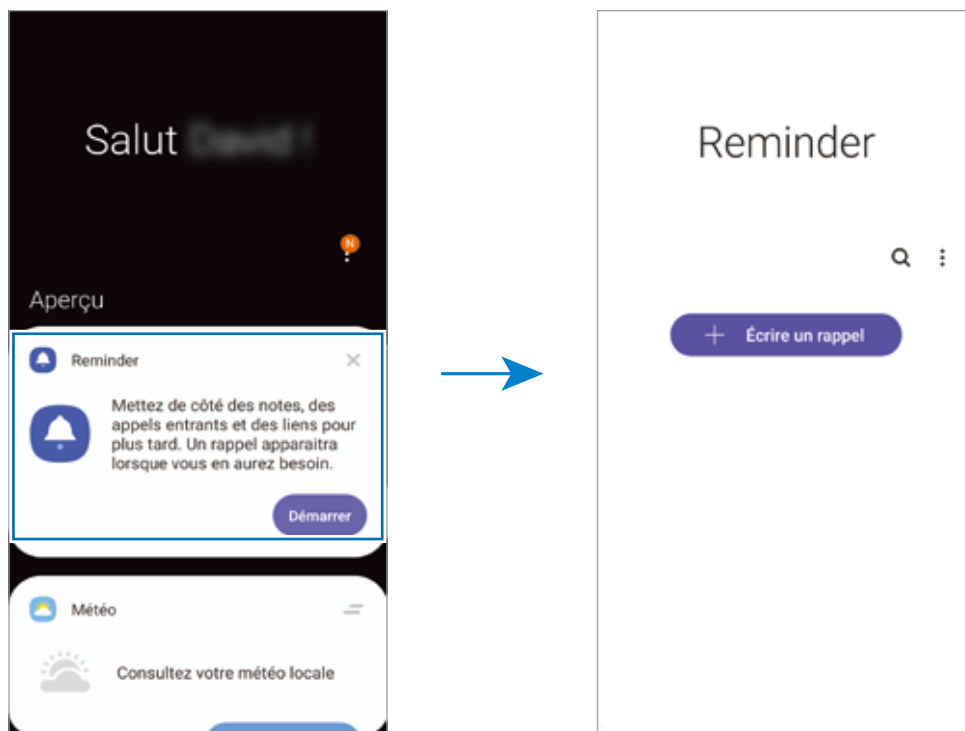 Salut
N
Aperçu
Reminder
Mettez de côté des notes, des
appels entrants et des liens pour
plus tard. Un rappel apparaitra
lorsque vous en aurez besoin.
Démarrer
Météo
Consultez votre météo locale
Reminder
Écrire un rappel